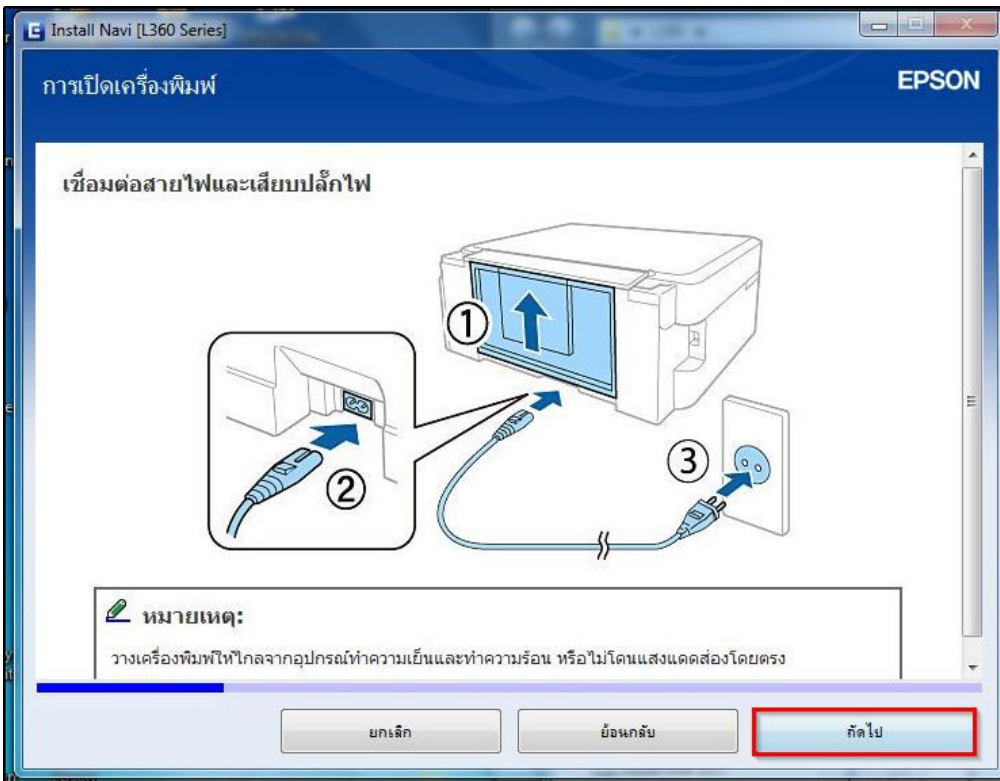 Install Navi [L360 Series]
การเปิดเครื่องพิมพ์
EPSON
เชื่อมต่อสายไฟและเสียบปลั๊กไฟ
①
②
③
หมายเหตุ:
วางเครื่องพิมพ์ให้ไกลจากอุปกรณ์ทำความเย็นและทำความร้อน หรือไม่โดนแสงแดดส่องโดยตรง
ยกเลิก
ย้อนกลับ
ถัดไป